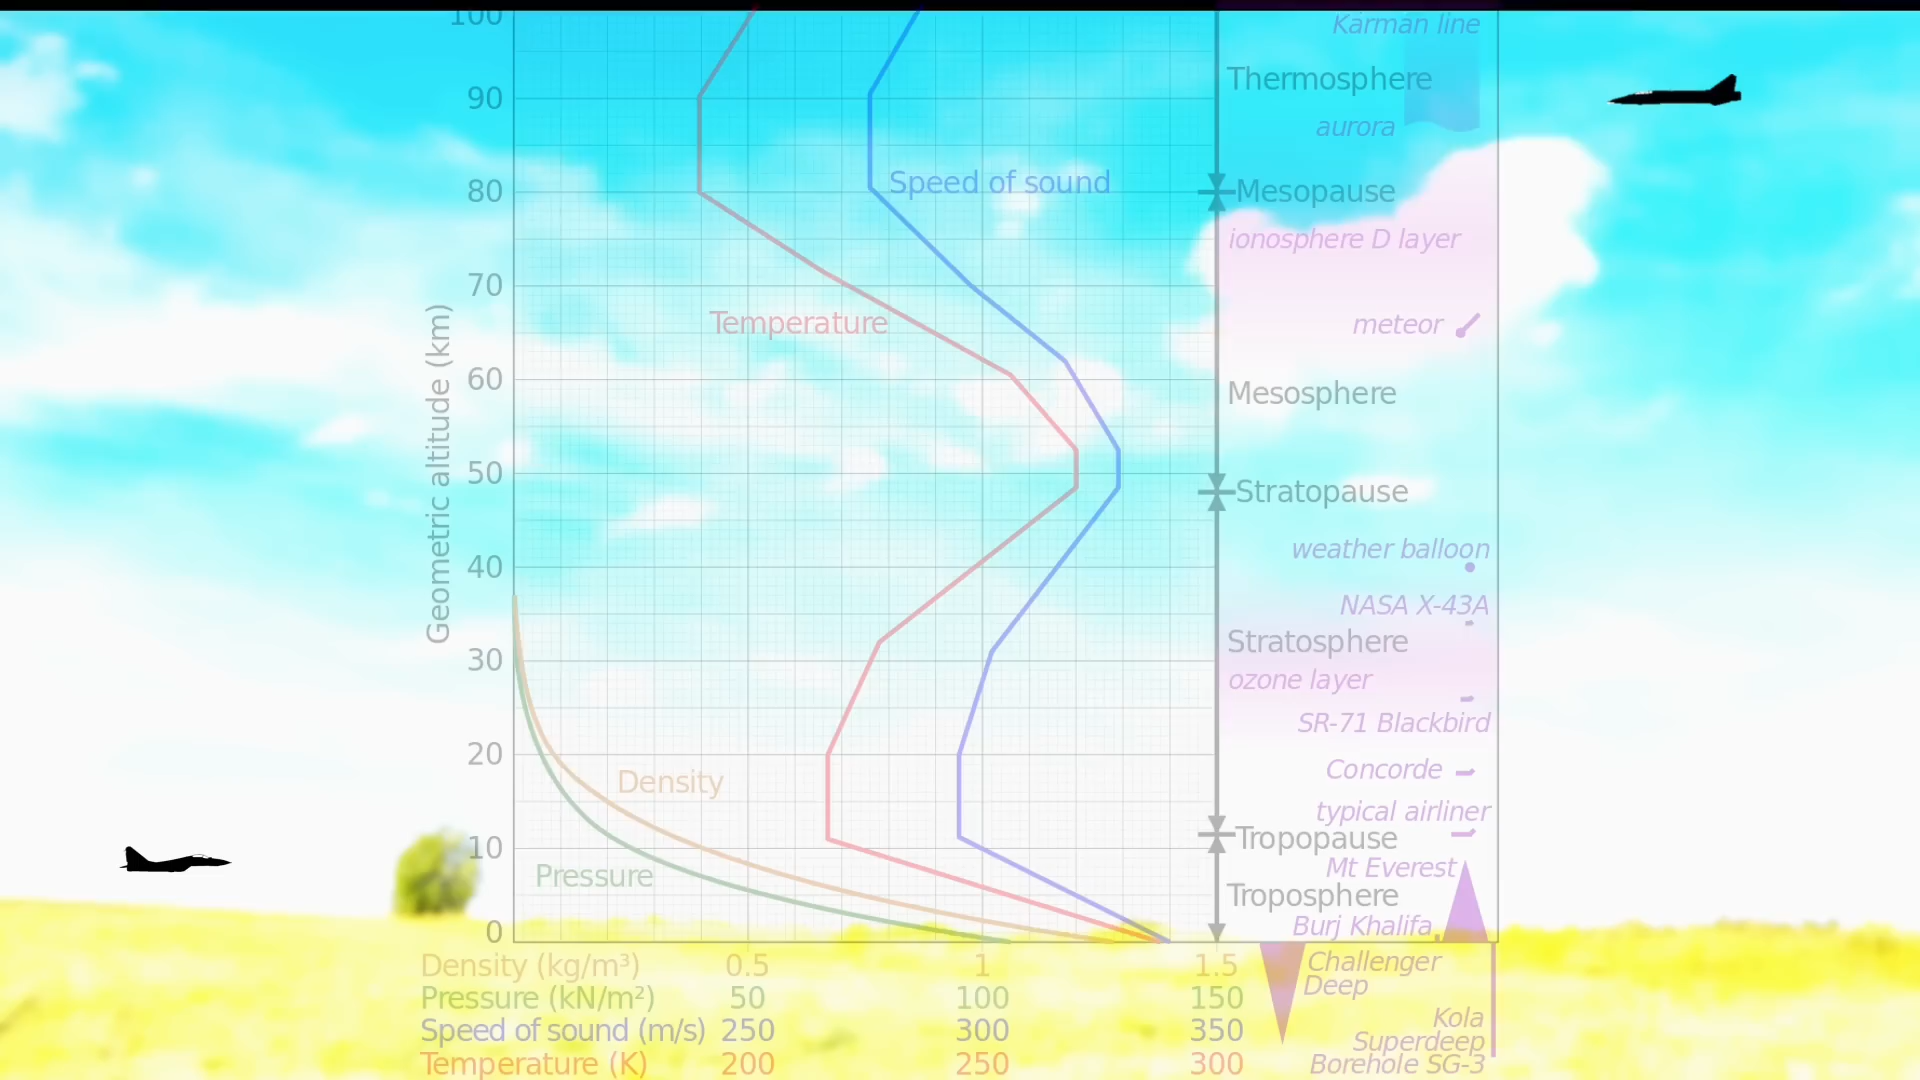 100
Karman line
Thermosphere
90
aurora
80
Speed of sound
Mesopause
ionosphere D layer
70
Temperature
meteor
Geometric altitude (km)
60
Mesosphere
50
Stratopause
weather balloon
40
NASA X-43A
Stratosphere
30
ozone layer
SR-71 Blackbird
20
Concorde
Density
typical airliner
Tropopause
10
Mt Everest
Pressure
Troposphere
Burj Khalifa
0
Density (kg/m³) 0.5 1 1.5
Challenger
Deep
Pressure (kN/m²) 50 100 150
Kola
Speed of sound (m/s) 250 300 350
Superdeep
Temperature (K) 200 250 300
Borehole SG-3